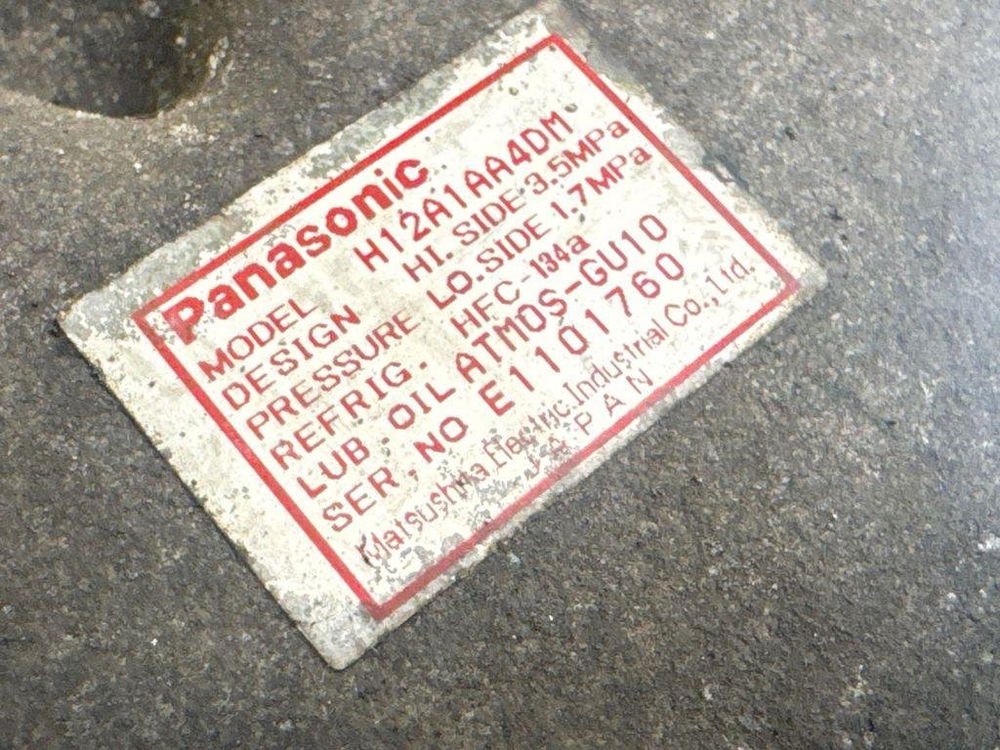 Panasonic
MODEL H12A1AA4DM
DESIGN HI. SIDE 3.5MPa
PRESSURE LO.SIDE 1.7MPa
REFRIG. HFC-134a
LUB.OIL ATMOS-GU10
SER.NO E1101760
Matsushita Electric Industrial Co.,Ltd.
JAPAN